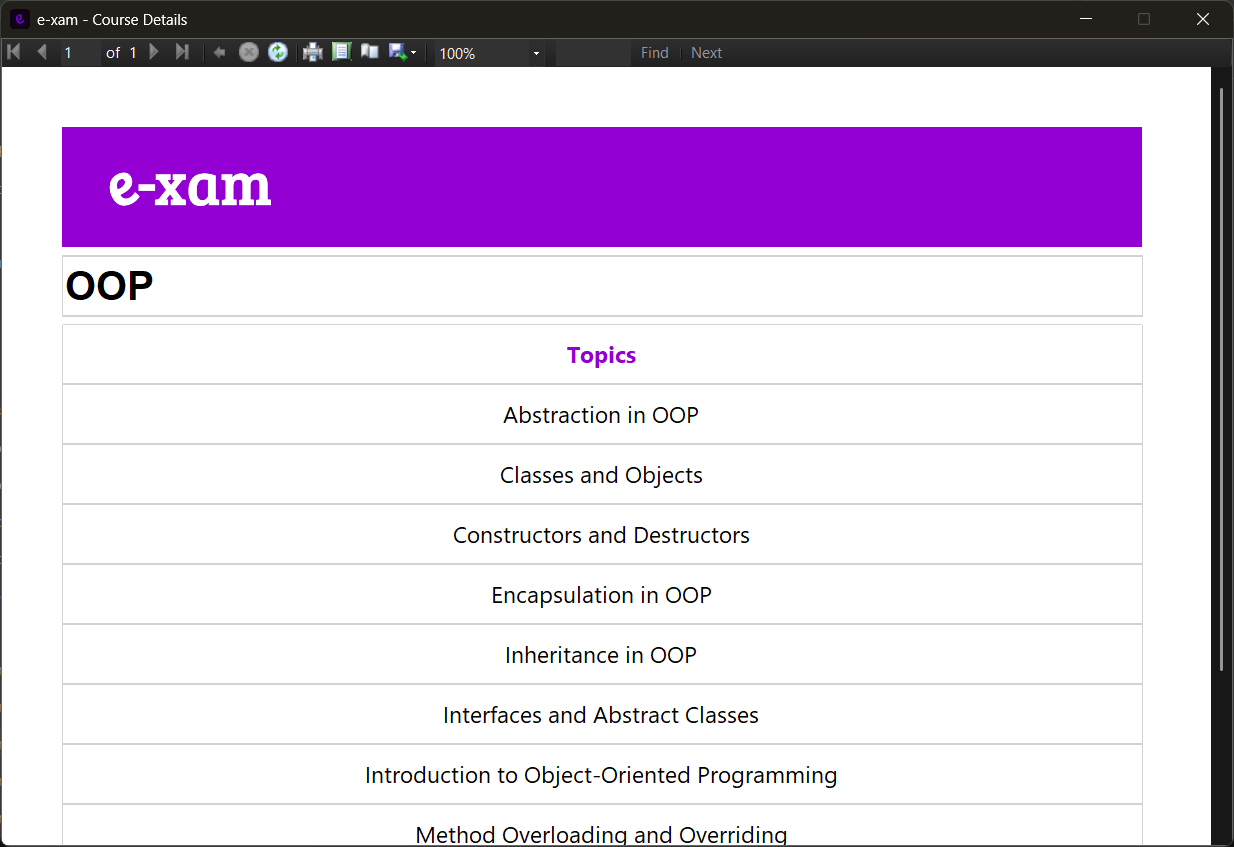 e e-xam - Course Details
1 of 1 100% Find Next
e-xam
OOP
Topics
Abstraction in OOP
Classes and Objects
Constructors and Destructors
Encapsulation in OOP
Inheritance in OOP
Interfaces and Abstract Classes
Introduction to Object-Oriented Programming
Method Overloading and Overriding